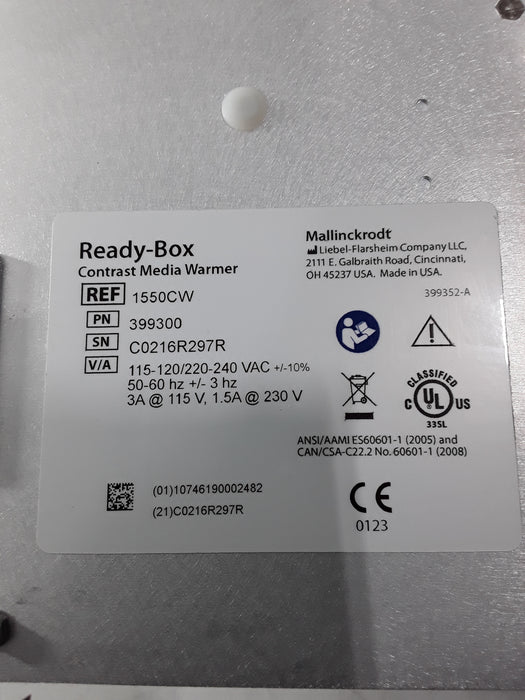 Ready-Box
Contrast Media Warmer
REF 1550CW
PN 399300
SN C0216R297R
V/A 115-120/220-240 VAC +/-10%
50-60 hz +/- 3 hz
3A @ 115 V, 1.5A @ 230 V
(01)10746190002482
(21)C0216R297R
Mallinckrodt
Liebel-Flarsheim Company LLC,
2111 E. Galbraith Road, Cincinnati,
OH 45237 USA. Made in USA.
399352-A
CLASSIFIED
C UL US
33SL
ANSI/AAMI ES60601-1 (2005) and
CAN/CSA-C22.2 No. 60601-1 (2008)
CE
0123